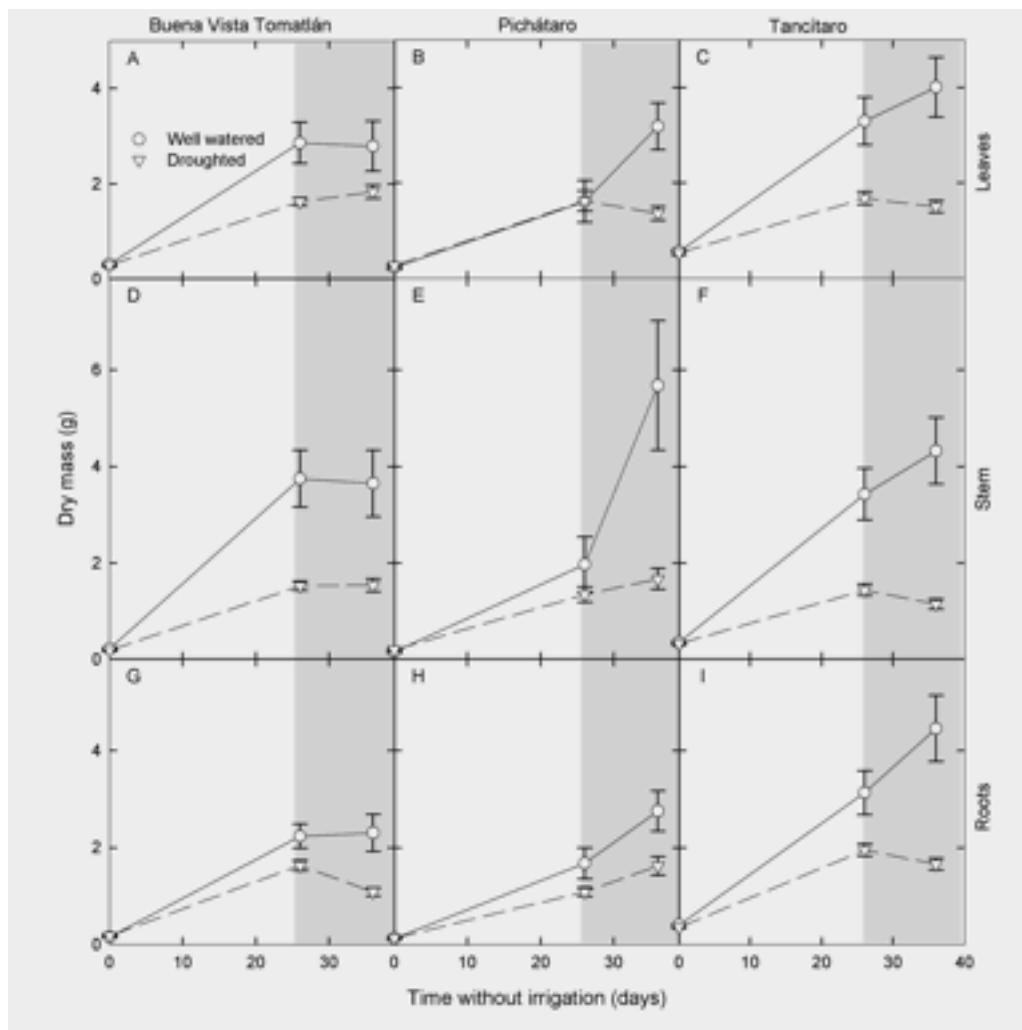 Buena Vista Tomatlán Pichátaro Tancítaro
A B C
4
Well watered
Droughted
2
0
Leaves
D E F
6
4
2
0
Stem
Dry mass (g)
G H I
4
2
0
Roots
0 10 20 30 0 10 20 30 0 10 20 30 40
Time without irrigation (days)